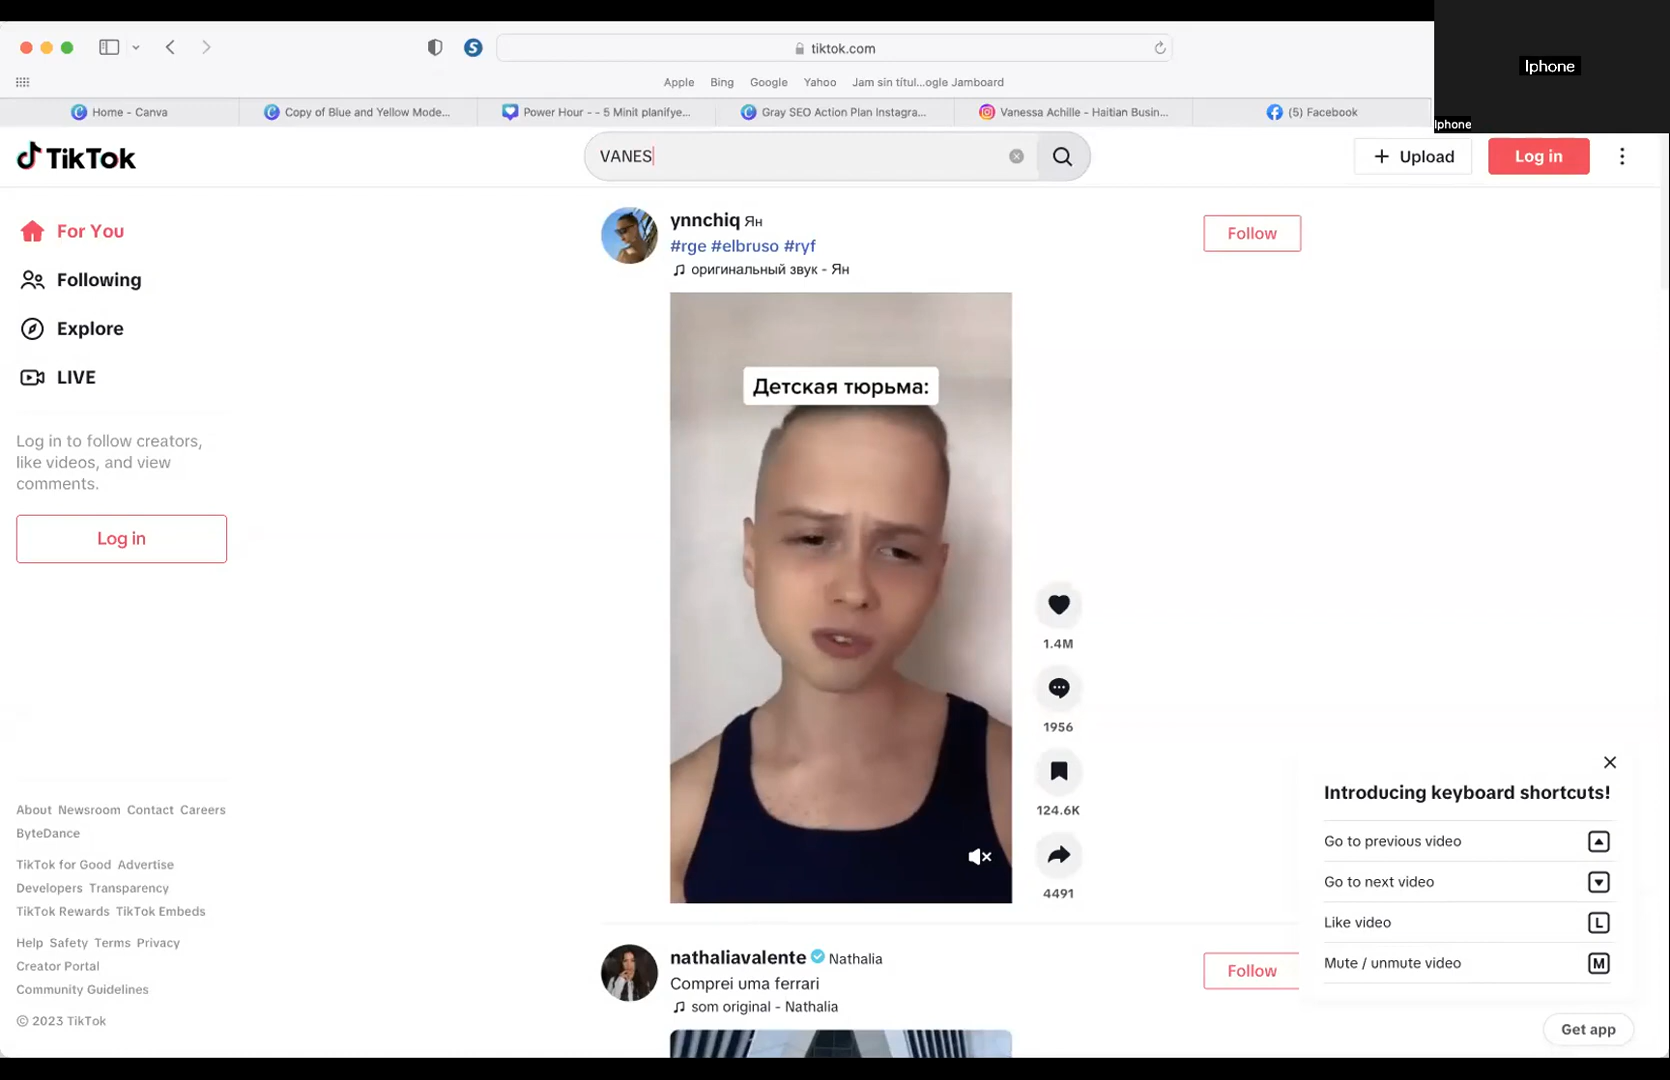 tiktok.com
Iphone
Iphone
Apple Bing Google Yahoo Jam sin títul...ogle Jamboard
Home - Canva
Copy of Blue and Yellow Mode...
Power Hour - - 5 Minit planifye...
Gray SEO Action Plan Instagra...
Vanessa Achille - Haitian Busin...
(5) Facebook
TikTok
VANES
Upload
Log in
For You
Following
Explore
LIVE
Log in to follow creators,
like videos, and view
comments.
Log in
About Newsroom Contact Careers
ByteDance
TikTok for Good Advertise
Developers Transparency
TikTok Rewards TikTok Embeds
Help Safety Terms Privacy
Creator Portal
Community Guidelines
© 2023 TikTok
ynnchiq Ян
#rge #elbruso #ryf
оригинальный звук - Ян
Follow
Детская тюрьма:
1.4M
1956
124.6K
4491
nathaliavalente Nathalia
Comprei uma ferrari
som original - Nathalia
Follow
Introducing keyboard shortcuts!
Go to previous video
Go to next video
Like video L
Mute / unmute video M
Get app